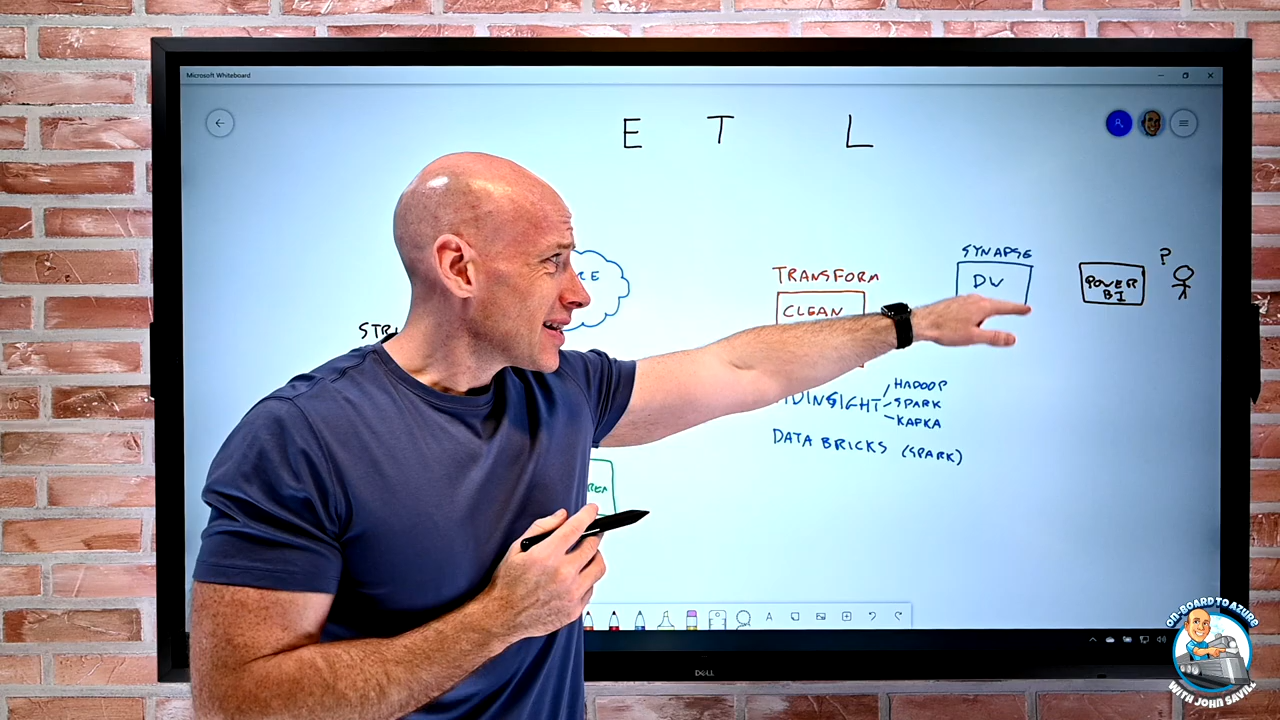 Microsoft Whiteboard
E T L
SYNAPSE
DW
POWER
BI
?
TRANSFORM
CLEAN
HADOOP
SPARK
KAFKA
DATA BRICKS (SPARK)
A
DELL
ON-BOARD TO AZURE
WITH JOHN SAVILL